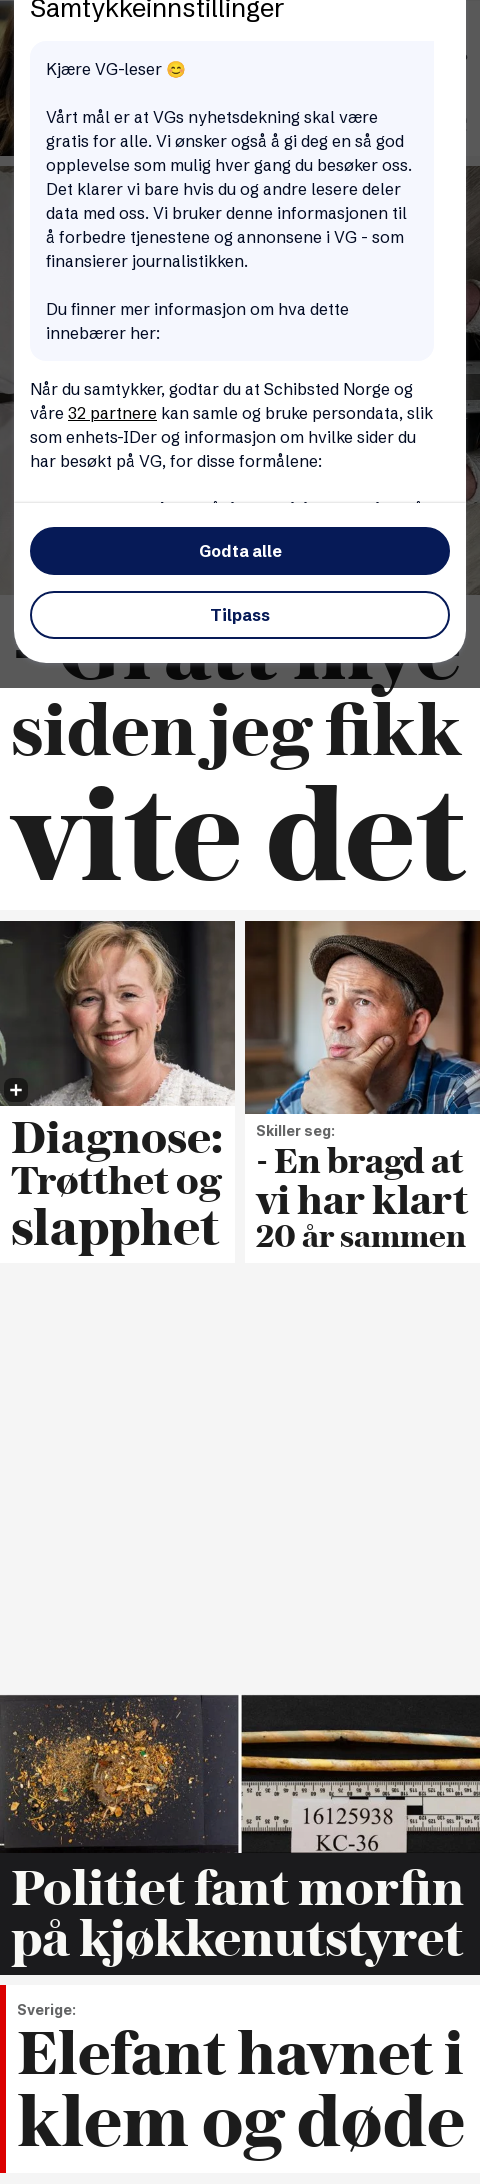 Samtykkeinnstillinger
Kjære VG-leser 😊
Vårt mål er at VGs nyhetsdekning skal være
gratis for alle. Vi ønsker også å gi deg en så god
opplevelse som mulig hver gang du besøker oss.
Det klarer vi bare hvis du og andre lesere deler
data med oss. Vi bruker denne informasjonen til
å forbedre tjenestene og annonsene i VG - som
finansierer journalistikken.
Du finner mer informasjon om hva dette
innebærer her:
Når du samtykker, godtar du at Schibsted Norge og
våre 32 partnere kan samle og bruke persondata, slik
som enhets-IDer og informasjon om hvilke sider du
har besøkt på VG, for disse formålene:
Godta alle
Tilpass
siden jeg fikk
vite det
Diagnose:
Trøtthet og
slapphet
Skiller seg:
- En bragd at
vi har klart
20 år sammen
16125938
KC-36
Politiet fant morfin
på kjøkkenutstyret
Sverige:
Elefant havnet i
klem og døde